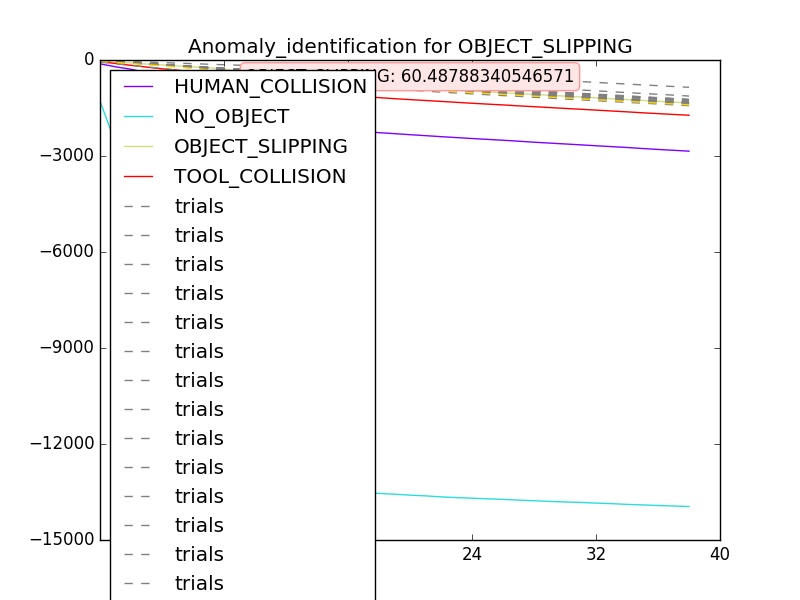 Anomaly_identification for OBJECT_SLIPPING
0
G: 60.48788340546571
HUMAN_COLLISION
NO_OBJECT
OBJECT_SLIPPING
TOOL_COLLISION
trials
trials
trials
trials
trials
trials
trials
trials
trials
trials
trials
trials
trials
trials
−3000
−6000
−9000
−12000
−15000
24
32
40